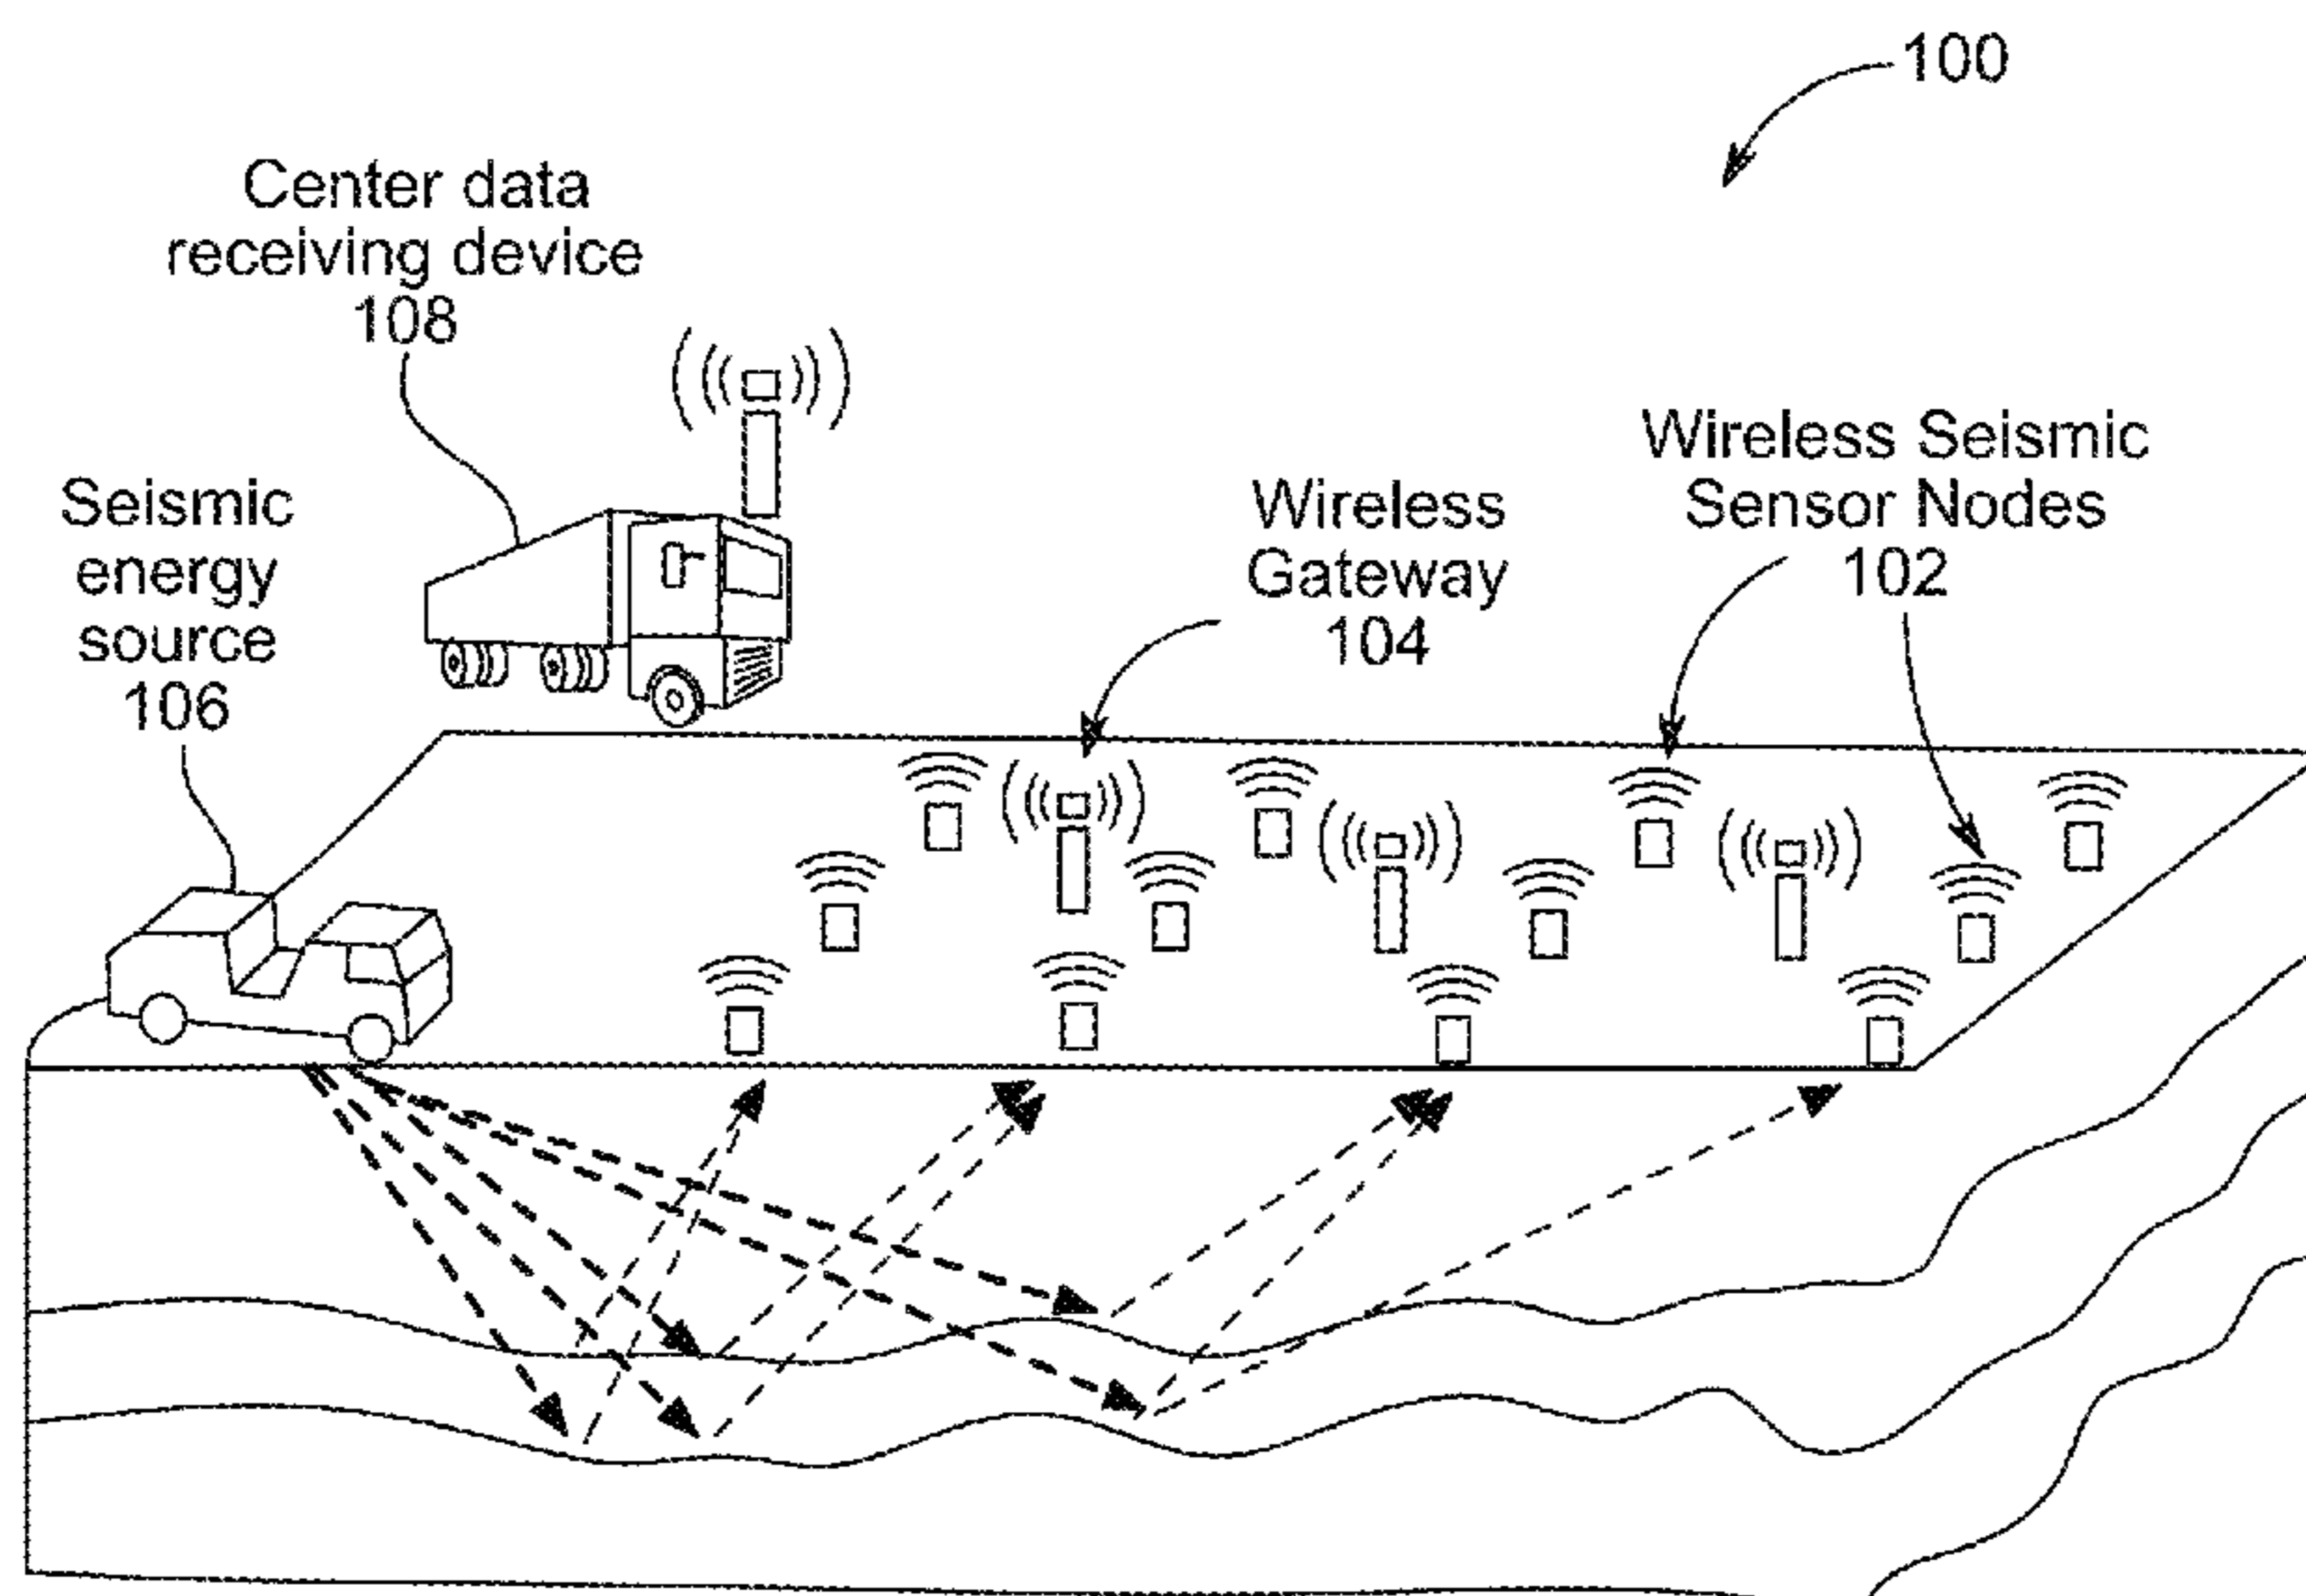 100
Center data
receiving device
108
Seismic
energy
source
106
Wireless
Gateway
104
Wireless Seismic
Sensor Nodes
102